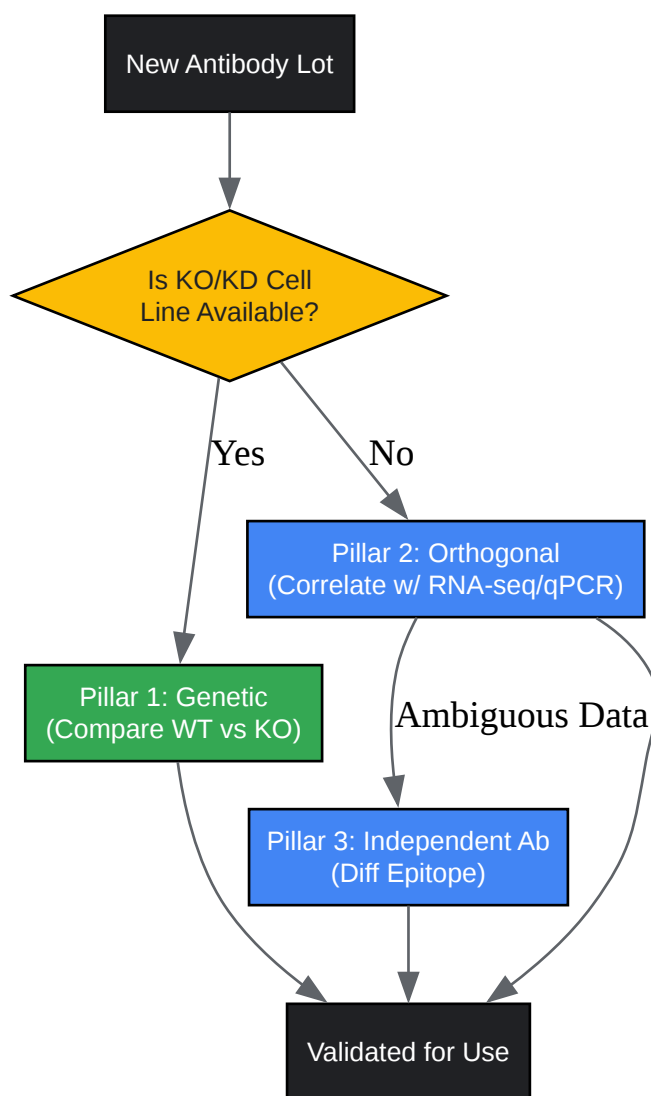 New Antibody Lot
Is KO/KD Cell
Line Available?
Yes
No
Pillar 2: Orthogonal
(Correlate w/ RNA-seq/qPCR)
Pillar 1: Genetic
(Compare WT vs KO)
Ambiguous Data
Pillar 3: Independent Ab
(Diff Epitope)
Validated for Use